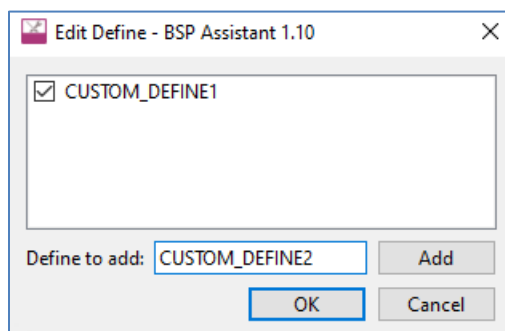 Edit Define - BSP Assistant 1.10
CUSTOM_DEFINE1
Define to add: CUSTOM_DEFINE2 Add
OK Cancel